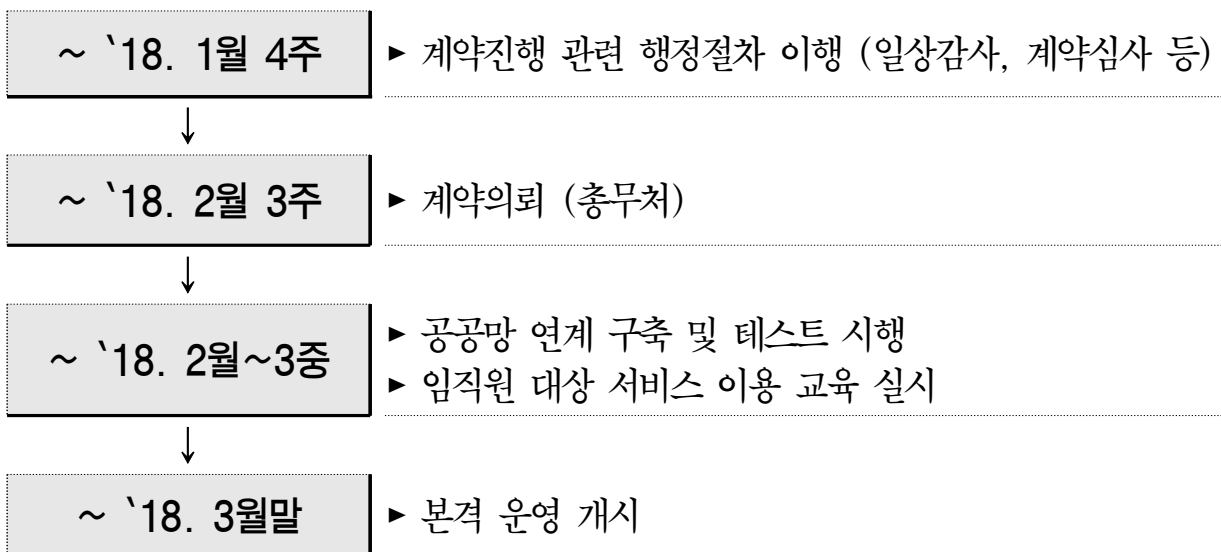 ~ `18. 1월 4주 ► 계약진행 관련 행정절차 이행 (일상감사, 계약심사 등)
↓
~ `18. 2월 3주 ► 계약의뢰 (총무처)
↓
~ `18. 2월~3중 ► 공공망 연계 구축 및 테스트 시행
► 임직원 대상 서비스 이용 교육 실시
↓
~ `18. 3월말 ► 본격 운영 개시